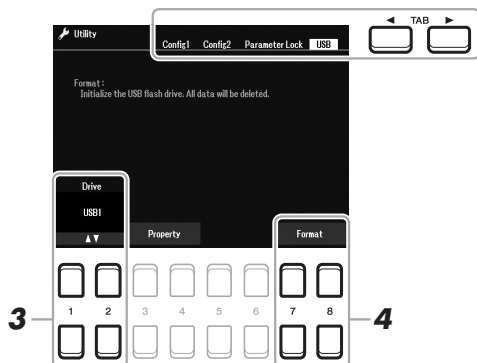 ◀ TAB ▶
Utility
Config1 Config2 Parameter Lock USB
Format :
Initialize the USB flash drive. All data will be deleted.
Drive
USB1
▲▼ Property Format
3 1 2 3 4 5 6 7 8 4